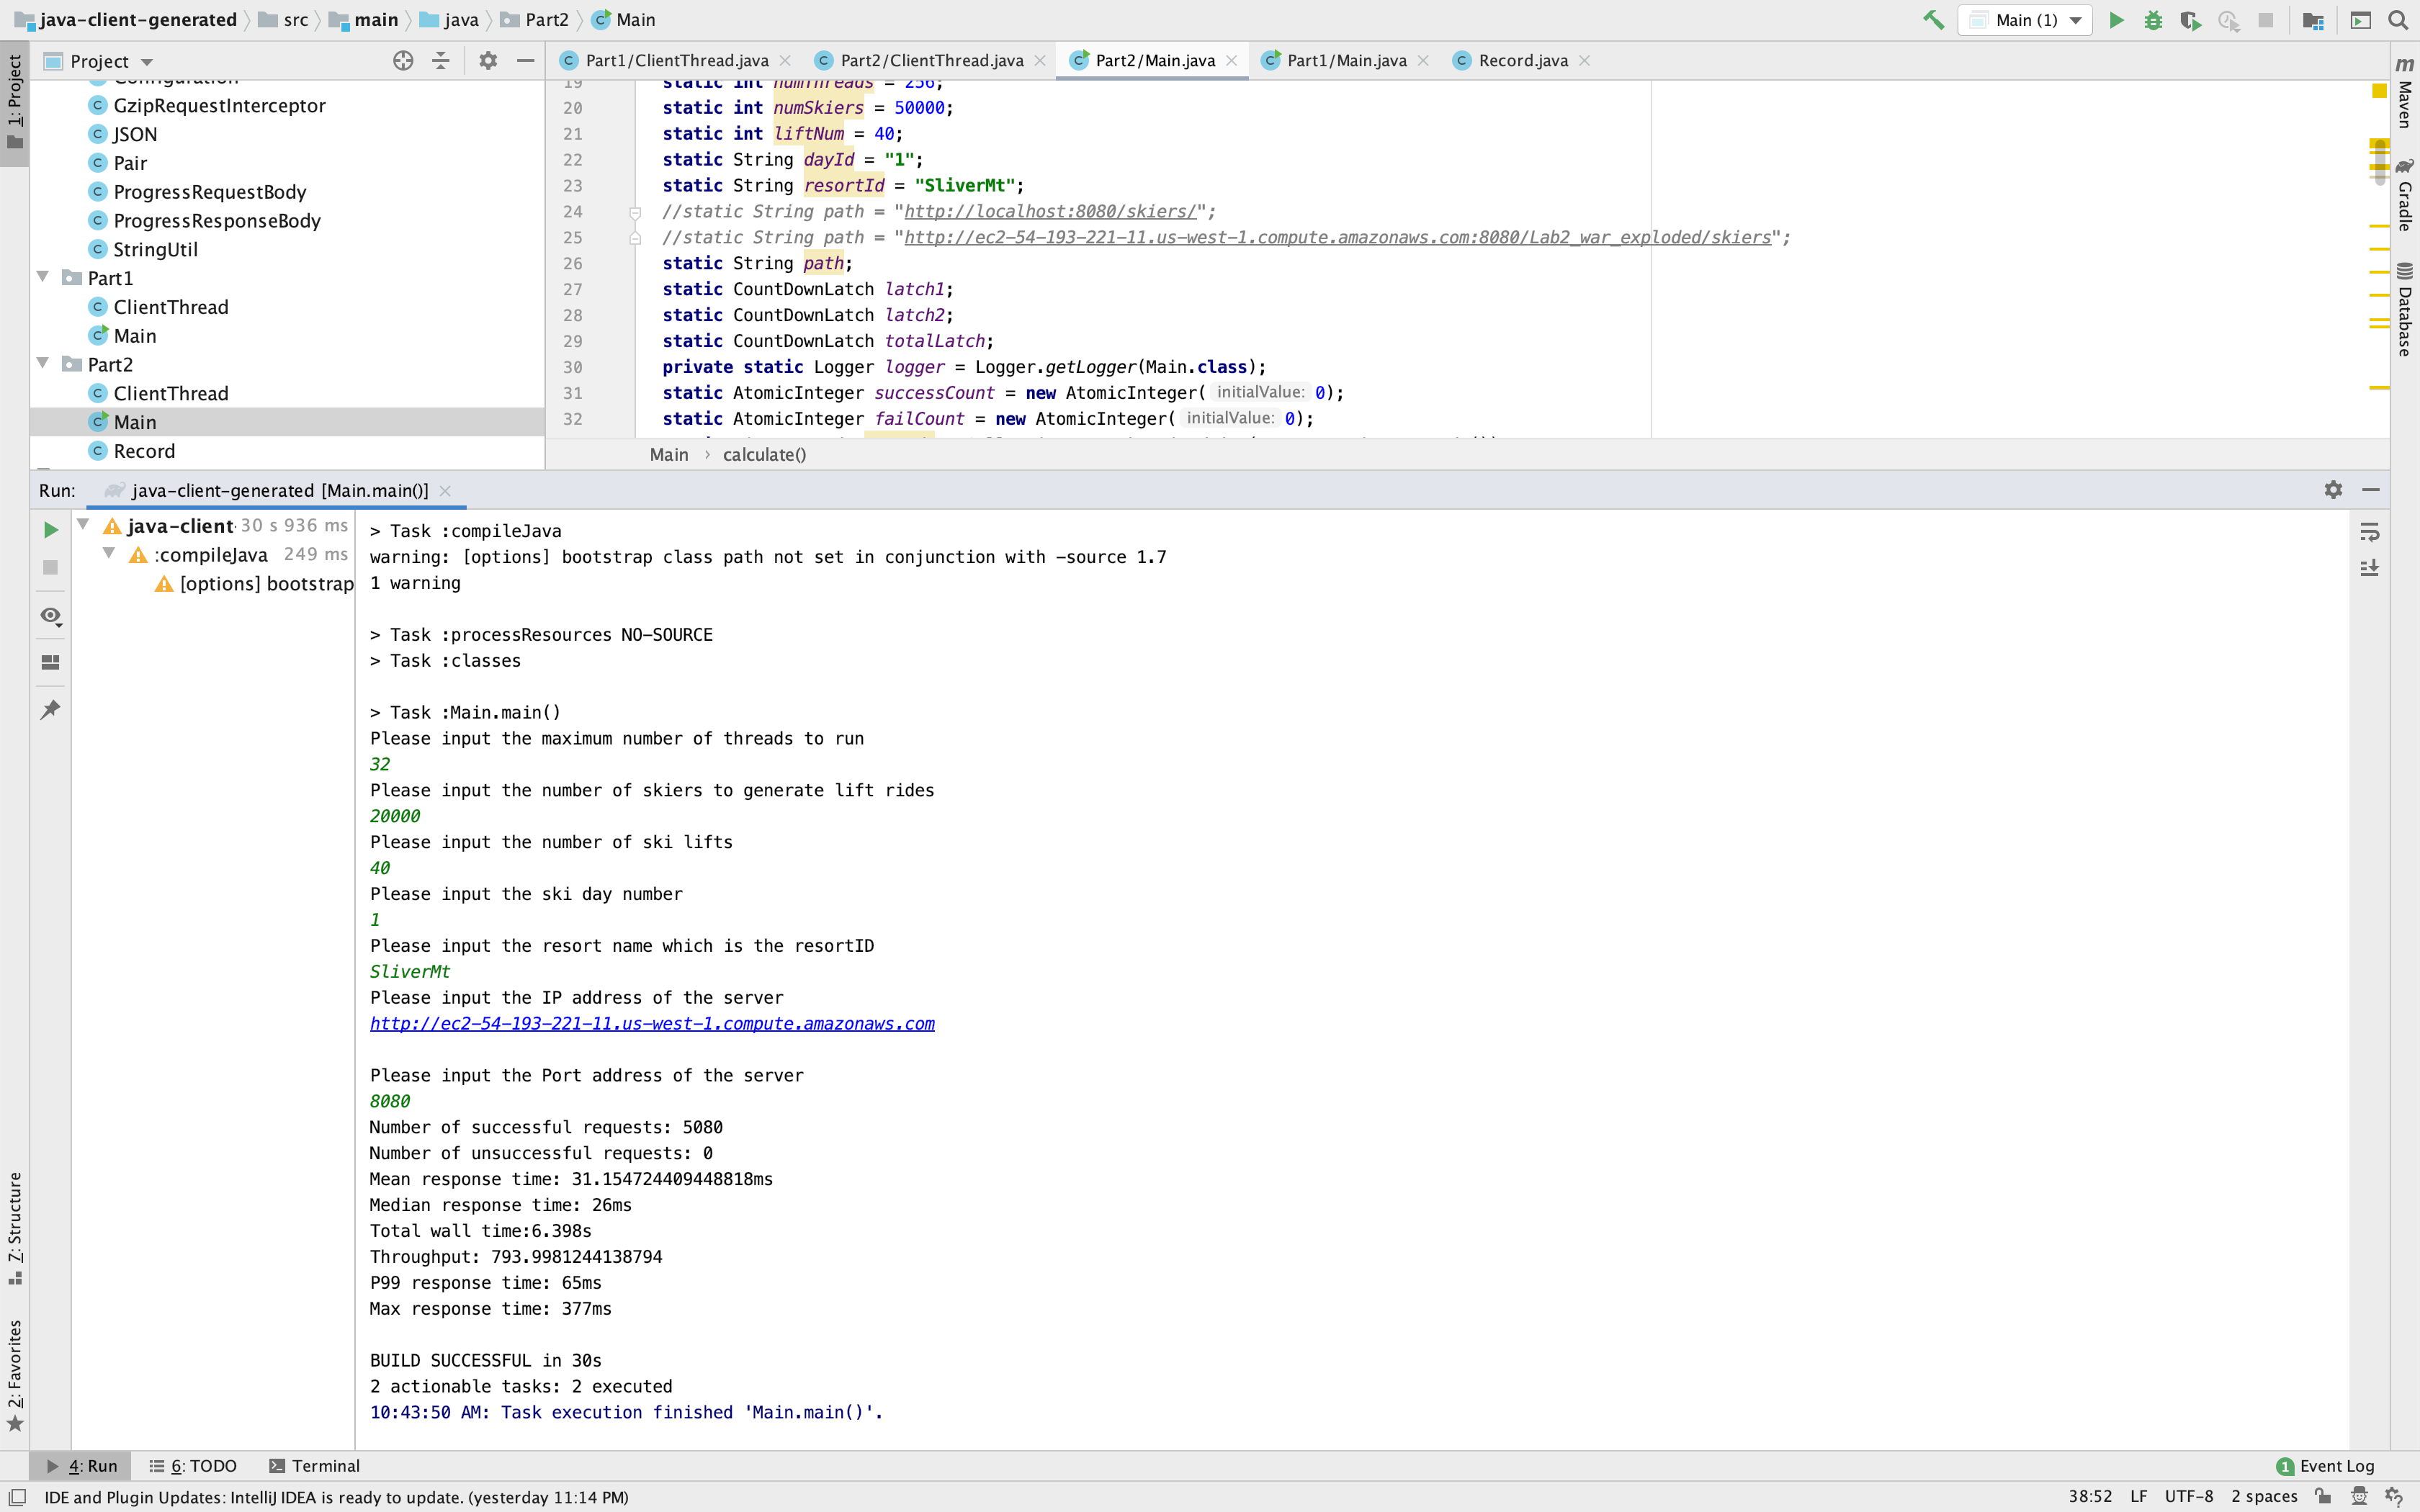 java-client-generated src main java Part2 Main
Main (1)
1: Project
Project
Configuration
GzipRequestInterceptor
JSON
Pair
ProgressRequestBody
ProgressResponseBody
StringUtil
Part1
ClientThread
Main
Part2
ClientThread
Main
Record
Part1/ClientThread.java Part2/ClientThread.java Part2/Main.java Part1/Main.java Record.java
19 static int numThreads = 256;
20 static int numSkiers = 50000;
21 static int liftNum = 40;
22 static String dayId = "1";
23 static String resortId = "SliverMt";
24 //static String path = "http://localhost:8080/skiers/";
25 //static String path = "http://ec2-54-193-221-11.us-west-1.compute.amazonaws.com:8080/Lab2_war_exploded/skiers";
26 static String path;
27 static CountDownLatch latch1;
28 static CountDownLatch latch2;
29 static CountDownLatch totalLatch;
30 private static Logger logger = Logger.getLogger(Main.class);
31 static AtomicInteger successCount = new AtomicInteger( initialValue: 0);
32 static AtomicInteger failCount = new AtomicInteger( initialValue: 0);
Main › calculate()
m Maven
Gradle
Database
Run: java-client-generated [Main.main()]
java-client 30 s 936 ms
:compileJava 249 ms
[options] bootstrap
> Task :compileJava
warning: [options] bootstrap class path not set in conjunction with -source 1.7
1 warning
> Task :processResources NO-SOURCE
> Task :classes
> Task :Main.main()
Please input the maximum number of threads to run
32
Please input the number of skiers to generate lift rides
20000
Please input the number of ski lifts
40
Please input the ski day number
1
Please input the resort name which is the resortID
SliverMt
Please input the IP address of the server
http://ec2-54-193-221-11.us-west-1.compute.amazonaws.com
Please input the Port address of the server
8080
Number of successful requests: 5080
Number of unsuccessful requests: 0
Mean response time: 31.154724409448818ms
Median response time: 26ms
Total wall time:6.398s
Throughput: 793.9981244138794
P99 response time: 65ms
Max response time: 377ms
BUILD SUCCESSFUL in 30s
2 actionable tasks: 2 executed
10:43:50 AM: Task execution finished 'Main.main()'.
Z: Structure
2: Favorites
4: Run 6: TODO Terminal 1 Event Log
IDE and Plugin Updates: IntelliJ IDEA is ready to update. (yesterday 11:14 PM) 38:52 LF UTF-8 2 spaces